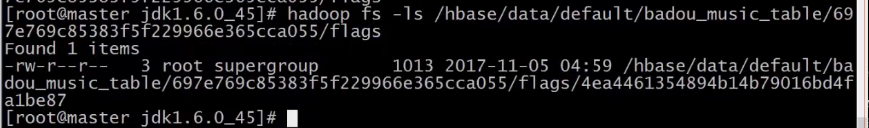 [root@master jdk1.6.0_45]# hadoop fs -ls /hbase/data/default/badou_music_table/69
7e769c85383f5f229966e365cca055/flags
Found 1 items
-rw-r--r--   3 root supergroup       1013 2017-11-05 04:59 /hbase/data/default/ba
dou_music_table/697e769c85383f5f229966e365cca055/flags/4ea4461354894b14b79016bd4f
a1be87
[root@master jdk1.6.0_45]#